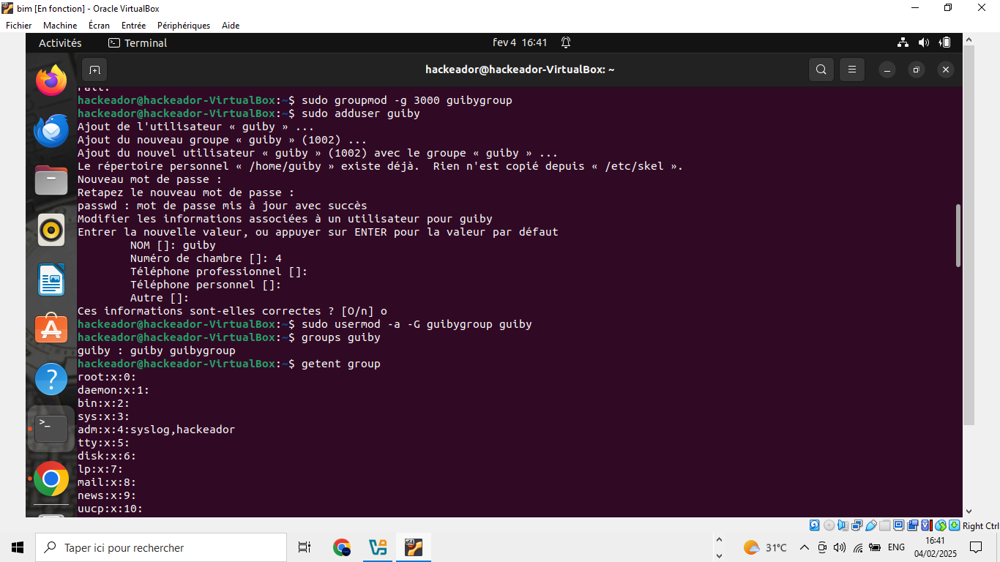 bim [En fonction] - Oracle VirtualBox
Fichier Machine Écran Entrée Périphériques Aide
Activités Terminal fev 4 16:41
hackeador@hackeador-VirtualBox: ~
hackeador@hackeador-VirtualBox:~$ sudo groupmod -g 3000 guibygroup
hackeador@hackeador-VirtualBox:~$ sudo adduser guiby
Ajout de l'utilisateur « guiby » ...
Ajout du nouveau groupe « guiby » (1002) ...
Ajout du nouvel utilisateur « guiby » (1002) avec le groupe « guiby » ...
Le répertoire personnel « /home/guiby » existe déjà.  Rien n'est copié depuis « /etc/skel ».
Nouveau mot de passe :
Retapez le nouveau mot de passe :
passwd : mot de passe mis à jour avec succès
Modifier les informations associées à un utilisateur pour guiby
Entrer la nouvelle valeur, ou appuyer sur ENTER pour la valeur par défaut
NOM []: guiby
Numéro de chambre []: 4
Téléphone professionnel []:
Téléphone personnel []:
Autre []:
Ces informations sont-elles correctes ? [O/n] o
hackeador@hackeador-VirtualBox:~$ sudo usermod -a -G guibygroup guiby
hackeador@hackeador-VirtualBox:~$ groups guiby
guiby : guiby guibygroup
hackeador@hackeador-VirtualBox:~$ getent group
root:x:0:
daemon:x:1:
bin:x:2:
sys:x:3:
adm:x:4:syslog,hackeador
tty:x:5:
disk:x:6:
lp:x:7:
mail:x:8:
news:x:9:
uucp:x:10:
Right Ctrl
Taper ici pour rechercher
31°C
ENG
16:41
04/02/2025